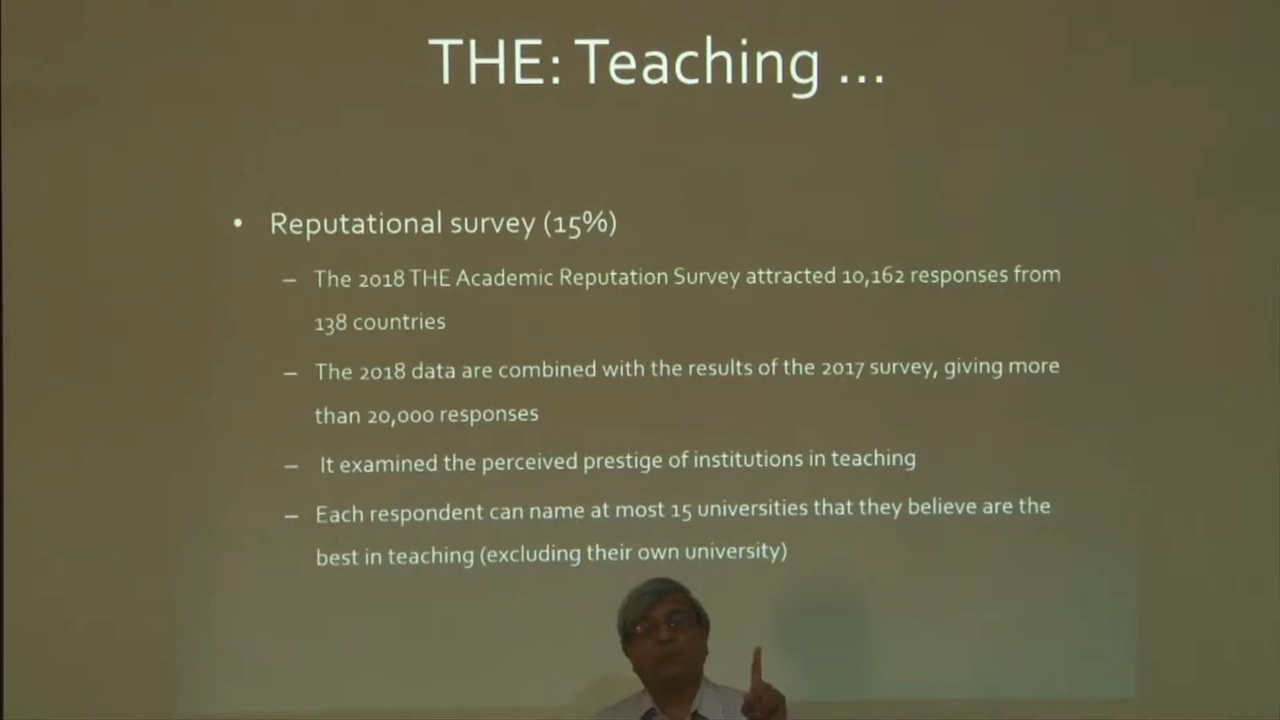 THE: Teaching ...
• Reputational survey (15%)
– The 2018 THE Academic Reputation Survey attracted 10,162 responses from
138 countries
– The 2018 data are combined with the results of the 2017 survey, giving more
than 20,000 responses
– It examined the perceived prestige of institutions in teaching
– Each respondent can name at most 15 universities that they believe are the
best in teaching (excluding their own university)